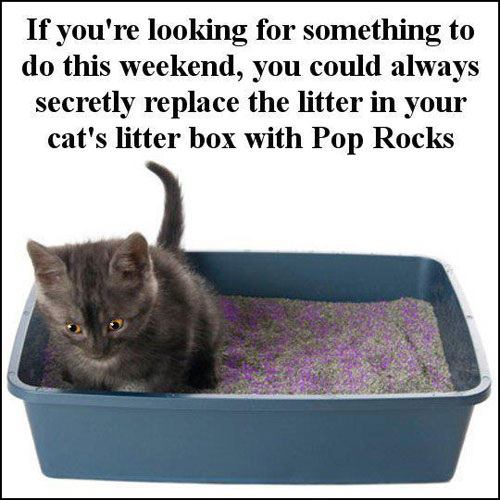 If you're looking for something to
do this weekend, you could always
secretly replace the litter in your
cat's litter box with Pop Rocks